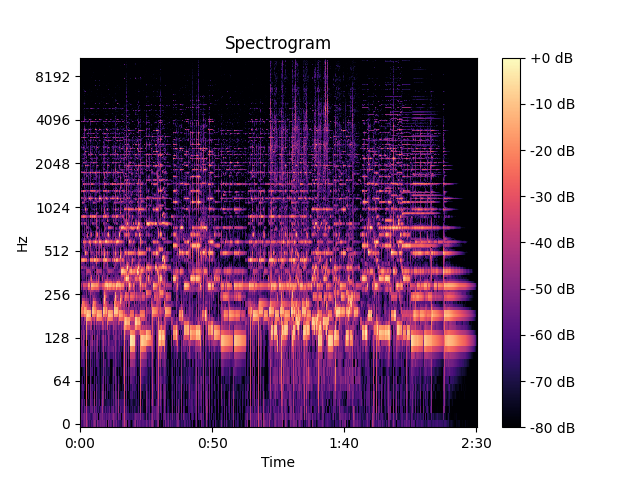 Spectrogram
8192
4096
2048
1024
512
256
128
64
0
Hz
0:00 0:50 1:40 2:30
Time
+0 dB
-10 dB
-20 dB
-30 dB
-40 dB
-50 dB
-60 dB
-70 dB
-80 dB